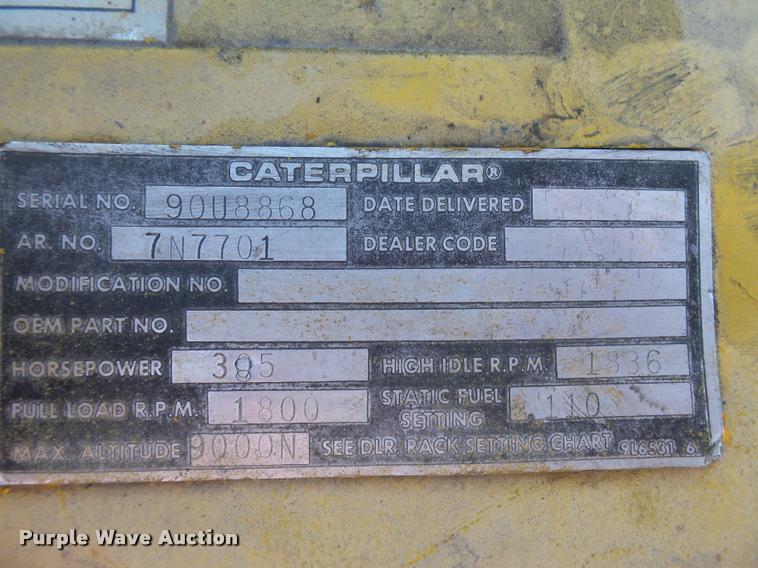 CATERPILLAR®
SERIAL NO. 90U8868 DATE DELIVERED
AR. NO. 7N7701 DEALER CODE
MODIFICATION NO.
OEM PART NO.
HORSEPOWER HIGH IDLE R.P.M. 1836
FULL LOAD R.P.M. 1800 STATIC FUEL SETTING .110
MAX. ALTITUDE 9000N SEE DLR. RACK SETTING CHART 9L6531 6
Purple Wave Auction